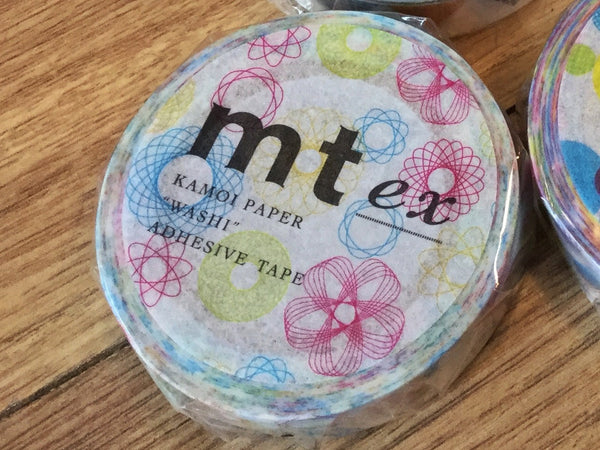 mt ex
KAMOI PAPER
"WASHI"
ADHESIVE TAPE